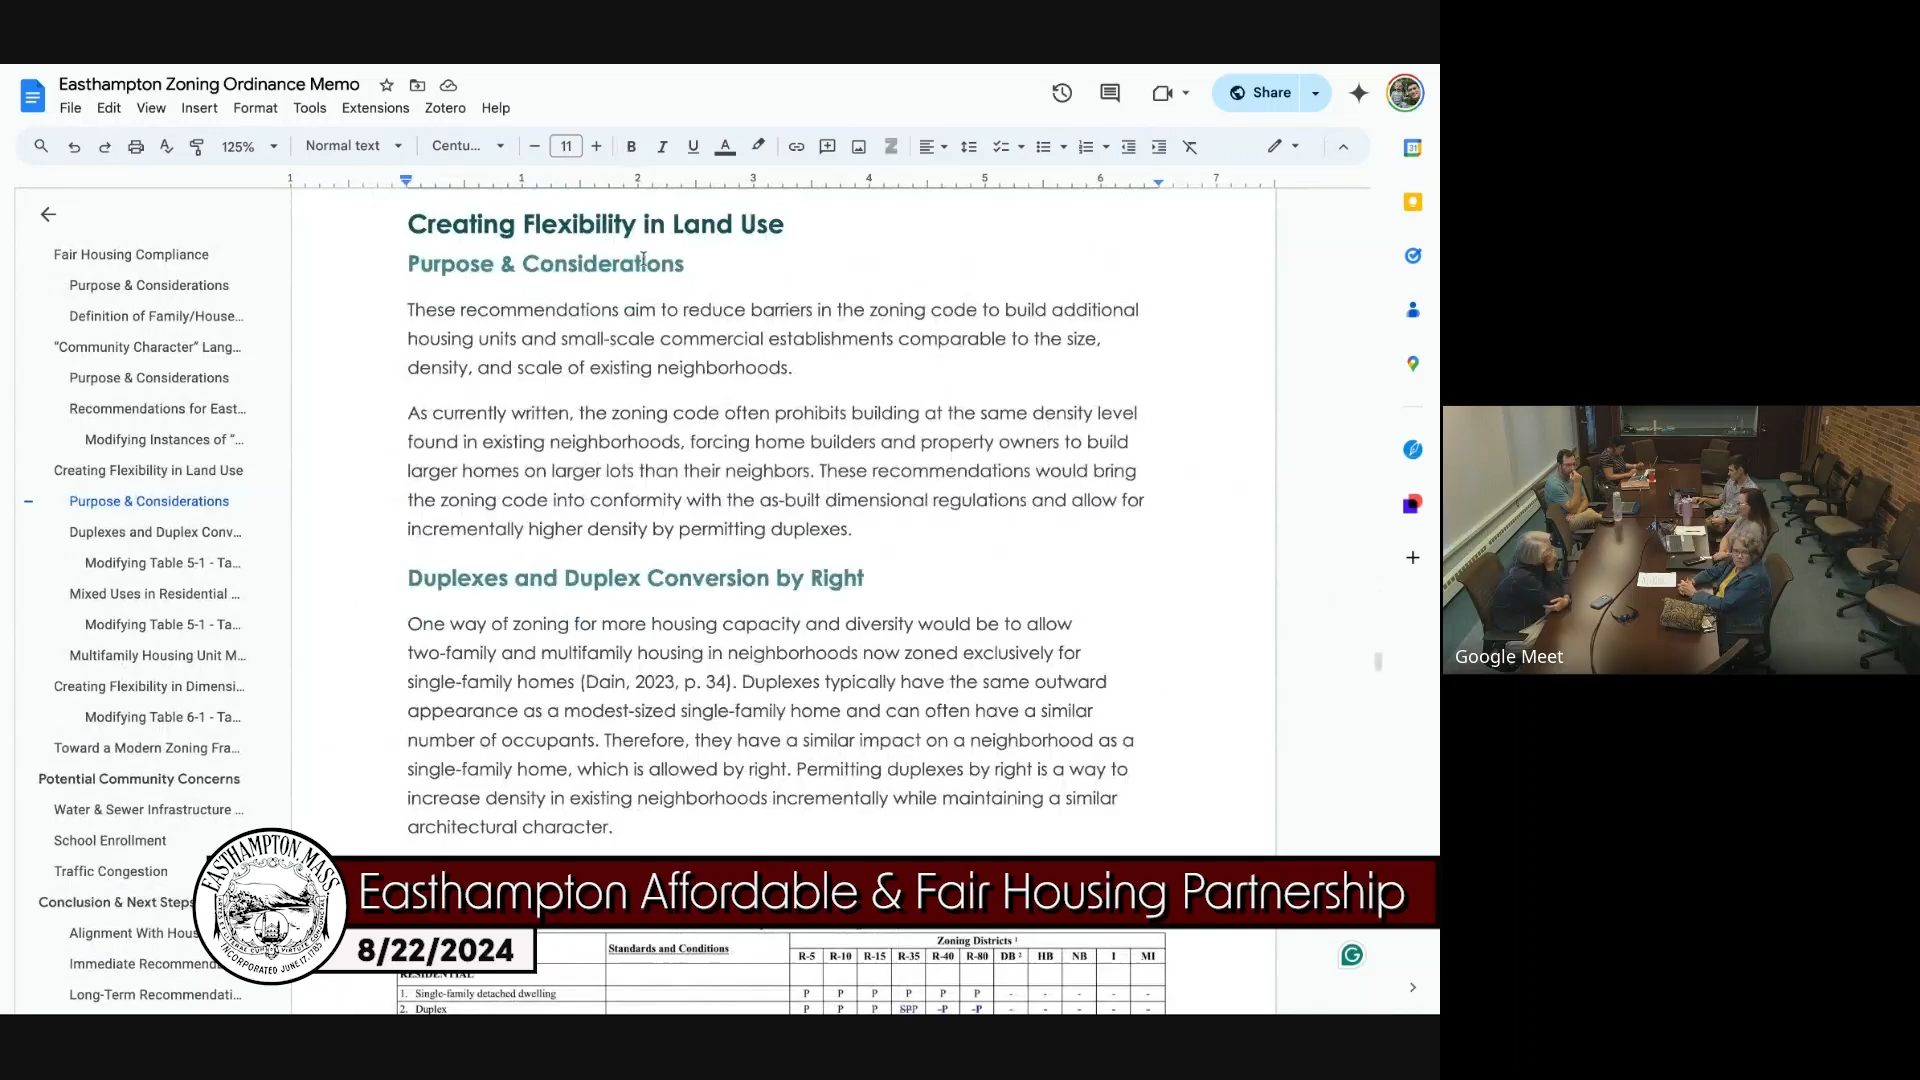 Easthampton Zoning Ordinance Memo
File Edit View Insert Format Tools Extensions Zotero Help
Share
125% Normal text Centu... 11 B I U A
1 1 2 3 4 5 6 7
31
Fair Housing Compliance
Purpose & Considerations
Definition of Family/House...
"Community Character" Lang...
Purpose & Considerations
Recommendations for East...
Modifying Instances of "...
Creating Flexibility in Land Use
Purpose & Considerations
Duplexes and Duplex Conv...
Modifying Table 5-1 - Ta...
Mixed Uses in Residential ...
Modifying Table 5-1 - Ta...
Multifamily Housing Unit M...
Creating Flexibility in Dimensi...
Modifying Table 6-1 - Ta...
Toward a Modern Zoning Fra...
Potential Community Concerns
Water & Sewer Infrastructure ...
School Enrollment
Traffic Congestion
Conclusion & Next Steps
Alignment With Hous
Immediate Recommend
Long-Term Recommendati...
Creating Flexibility in Land Use
Purpose & Considerations
These recommendations aim to reduce barriers in the zoning code to build additional
housing units and small-scale commercial establishments comparable to the size,
density, and scale of existing neighborhoods.
As currently written, the zoning code often prohibits building at the same density level
found in existing neighborhoods, forcing home builders and property owners to build
larger homes on larger lots than their neighbors. These recommendations would bring
the zoning code into conformity with the as-built dimensional regulations and allow for
incrementally higher density by permitting duplexes.
Duplexes and Duplex Conversion by Right
One way of zoning for more housing capacity and diversity would be to allow
two-family and multifamily housing in neighborhoods now zoned exclusively for
single-family homes (Dain, 2023, p. 34). Duplexes typically have the same outward
appearance as a modest-sized single-family home and can often have a similar
number of occupants. Therefore, they have a similar impact on a neighborhood as a
single-family home, which is allowed by right. Permitting duplexes by right is a way to
increase density in existing neighborhoods incrementally while maintaining a similar
architectural character.
Google Meet
EASTHAMPTON, MASS.
INCORPORATED JUNE 17, 1785
Easthampton Affordable & Fair Housing Partnership
8/22/2024
Standards and Conditions
Zoning Districts 1
R-5 R-10 R-15 R-35 R-40 R-80 DB 2 HB NB I MI
RESIDENTIAL
1. Single-family detached dwelling P P P P P P - - - - -
2. Duplex P P P SPP -P -P - - - - -